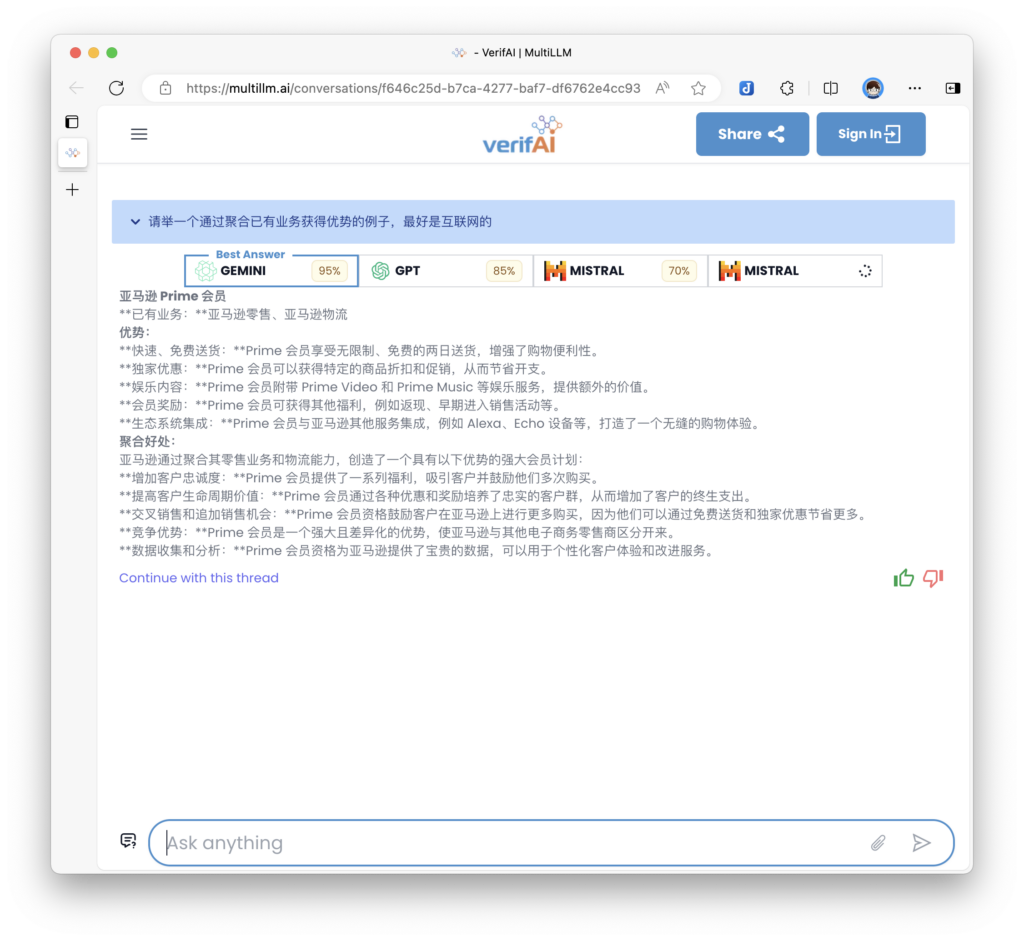 - VerifAI | MultiLLM
https://multillm.ai/conversations/f646c25d-b7ca-4277-baf7-df6762e4cc93
verifAI
Share
Sign In
请举一个通过聚合已有业务获得优势的例子，最好是互联网的
Best Answer
GEMINI 95% GPT 85% MISTRAL 70% MISTRAL
亚马逊 Prime 会员
**已有业务：**亚马逊零售、亚马逊物流
优势：
**快速、免费送货：**Prime 会员享受无限制、免费的两日送货，增强了购物便利性。
**独家优惠：**Prime 会员可以获得特定的商品折扣和促销，从而节省开支。
**娱乐内容：**Prime 会员附带 Prime Video 和 Prime Music 等娱乐服务，提供额外的价值。
**会员奖励：**Prime 会员可获得其他福利，例如返现、早期进入销售活动等。
**生态系统集成：**Prime 会员与亚马逊其他服务集成，例如 Alexa、Echo 设备等，打造了一个无缝的购物体验。
聚合好处：
亚马逊通过聚合其零售业务和物流能力，创造了一个具有以下优势的强大会员计划：
**增加客户忠诚度：**Prime 会员提供了一系列福利，吸引客户并鼓励他们多次购买。
**提高客户生命周期价值：**Prime 会员通过各种优惠和奖励培养了忠实的客户群，从而增加了客户的终生支出。
**交叉销售和追加销售机会：**Prime 会员资格鼓励客户在亚马逊上进行更多购买，因为他们可以通过免费送货和独家优惠节省更多。
**竞争优势：**Prime 会员是一个强大且差异化的优势，使亚马逊与其他电子商务零售商区分开来。
**数据收集和分析：**Prime 会员资格为亚马逊提供了宝贵的数据，可以用于个性化客户体验和改进服务。
Continue with this thread
Ask anything